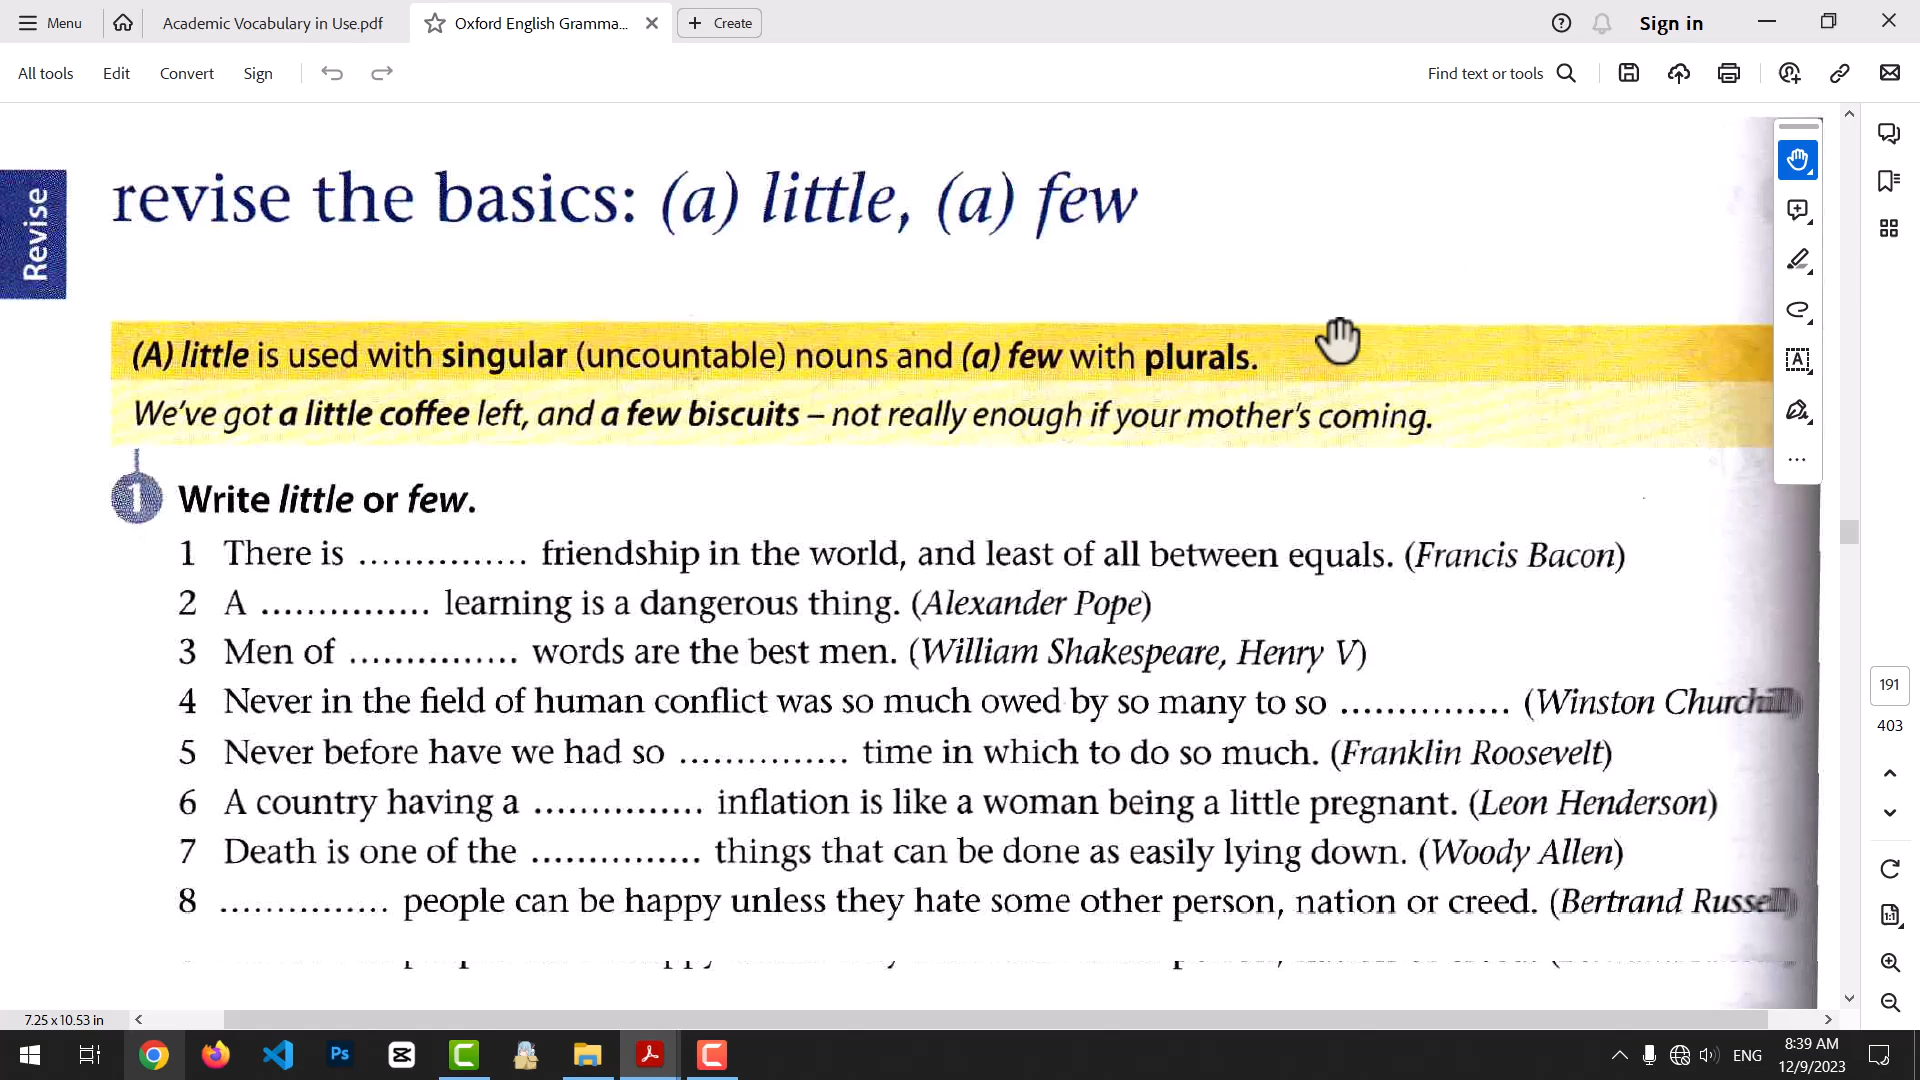 Menu
Academic Vocabulary in Use.pdf
Oxford English Gramma...
Create
Sign in
All tools
Edit
Convert
Sign
Find text or tools
Revise
revise the basics: (a) little, (a) few
(A) little is used with singular (uncountable) nouns and (a) few with plurals.
We've got a little coffee left, and a few biscuits – not really enough if your mother's coming.
1 Write little or few.
1 There is ............... friendship in the world, and least of all between equals. (Francis Bacon)
2 A ............... learning is a dangerous thing. (Alexander Pope)
3 Men of ............... words are the best men. (William Shakespeare, Henry V)
4 Never in the field of human conflict was so much owed by so many to so ............... (Winston Churchill)
5 Never before have we had so ............... time in which to do so much. (Franklin Roosevelt)
6 A country having a ............... inflation is like a woman being a little pregnant. (Leon Henderson)
7 Death is one of the ............... things that can be done as easily lying down. (Woody Allen)
8 ............... people can be happy unless they hate some other person, nation or creed. (Bertrand Russell)
191
403
7.25 x 10.53 in
Ps
ENG
8:39 AM
12/9/2023